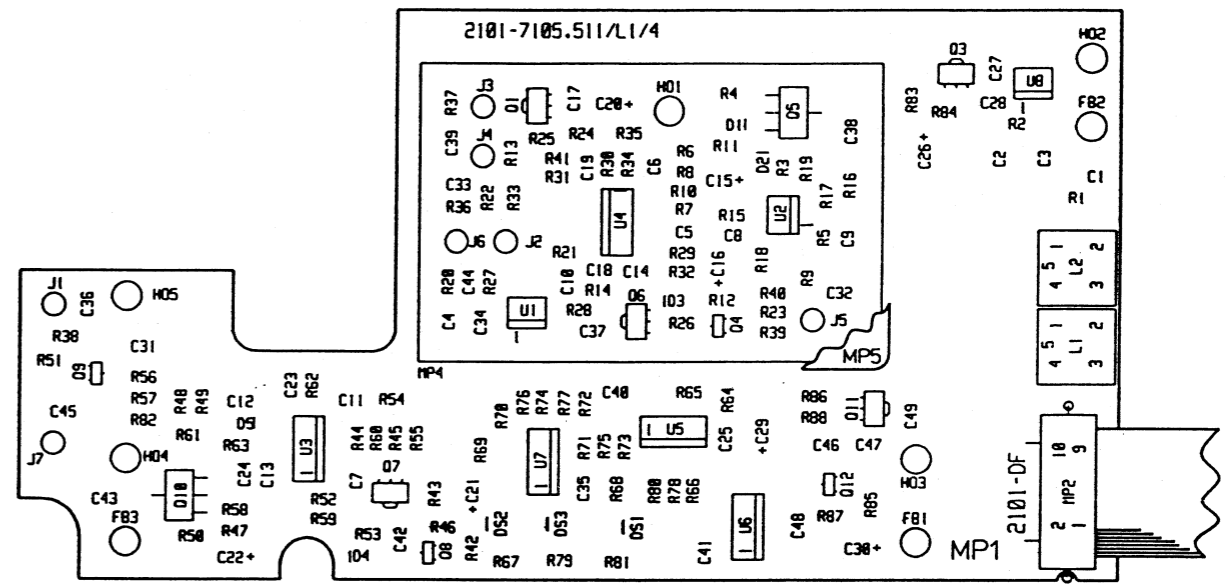 2101-7105.511/L1/4
HO2
Q3
C27
U8
R83
R84
C28
R2
FB2
C26+
C2
C3
C1
R1
J3
R37
Q1
C17
C20+
HO1
R4
Q5
D11
C38
R25
R24
R35
C39
J4
R13
R41
R31
C19
R30
R34
C6
R6
R8
R11
D21
R3
R19
C33
R36
R22
R33
R10
C15+
R17
R16
U4
R7
R15
U2
J6
J2
R21
C5
C8
R5
C9
R29
R32
+C16
R18
R20
C44
R27
C10
C18
C14
R14
R9
Q6
1D3
R12
R40
C32
C4
C34
U1
R28
C37
R26
Q4
R23
R39
J5
MP5
MP4
4 5 1
L2
3 2
4 5 1
L1
3 2
J1
C36
HO5
R38
R51
Q9
C31
R56
R57
R82
R48
R49
C12
D9
C23
R62
C11
R54
C45
R61
R63
U3
R44
R60
R45
R55
J7
HO4
C24
C13
C7
Q7
C43
D10
FB3
R58
R50
R47
R52
R59
C22+
R53
1D4
C42
R43
R46
Q8
R42
+C21
R69
R70
R76
R74
R77
R72
C40
R65
R64
U5
C25
+C29
U7
R71
R75
R73
C35
R68
R80
R78
R66
DS2
DS3
DS1
R67
R79
R81
C41
U6
C48
R86
R88
Q11
C49
C46
C47
Q12
R87
R85
HO3
C30+
FB1
MP1
2101-DF
10 9
MP2
2 1